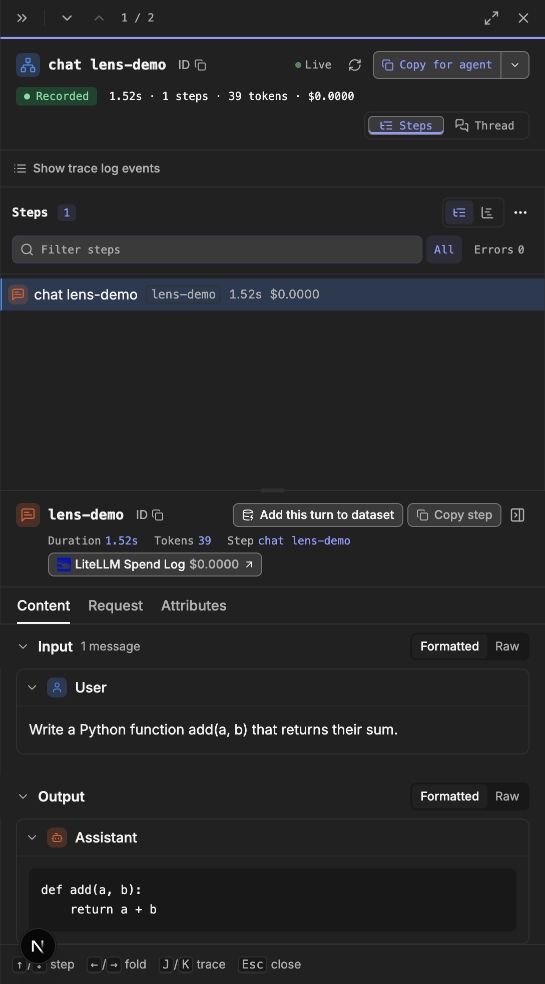 1 / 2
chat lens-demo ID Live Copy for agent
Recorded 1.52s · 1 steps · 39 tokens · $0.0000
Steps Thread
Show trace log events
Steps 1
Filter steps All Errors 0
chat lens-demo lens-demo 1.52s $0.0000
lens-demo ID Add this turn to dataset Copy step
Duration 1.52s Tokens 39 Step chat lens-demo
LiteLLM Spend Log $0.0000 ↗
Content Request Attributes
Input 1 message Formatted Raw
User
Write a Python function add(a, b) that returns their sum.
Output Formatted Raw
Assistant
def add(a, b):
    return a + b
N
↑/↓ step ←/→ fold J/K trace Esc close